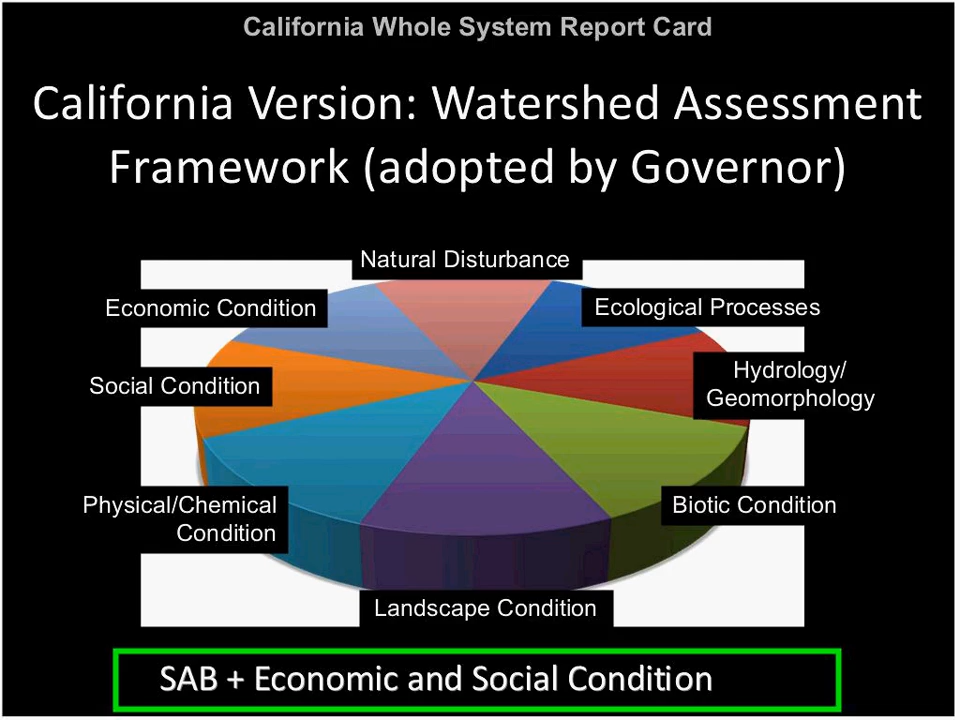 California Whole System Report Card
California Version: Watershed Assessment
Framework (adopted by Governor)
Natural Disturbance
Economic Condition
Ecological Processes
Social Condition
Hydrology/
Geomorphology
Physical/Chemical
Condition
Biotic Condition
Landscape Condition
SAB + Economic and Social Condition